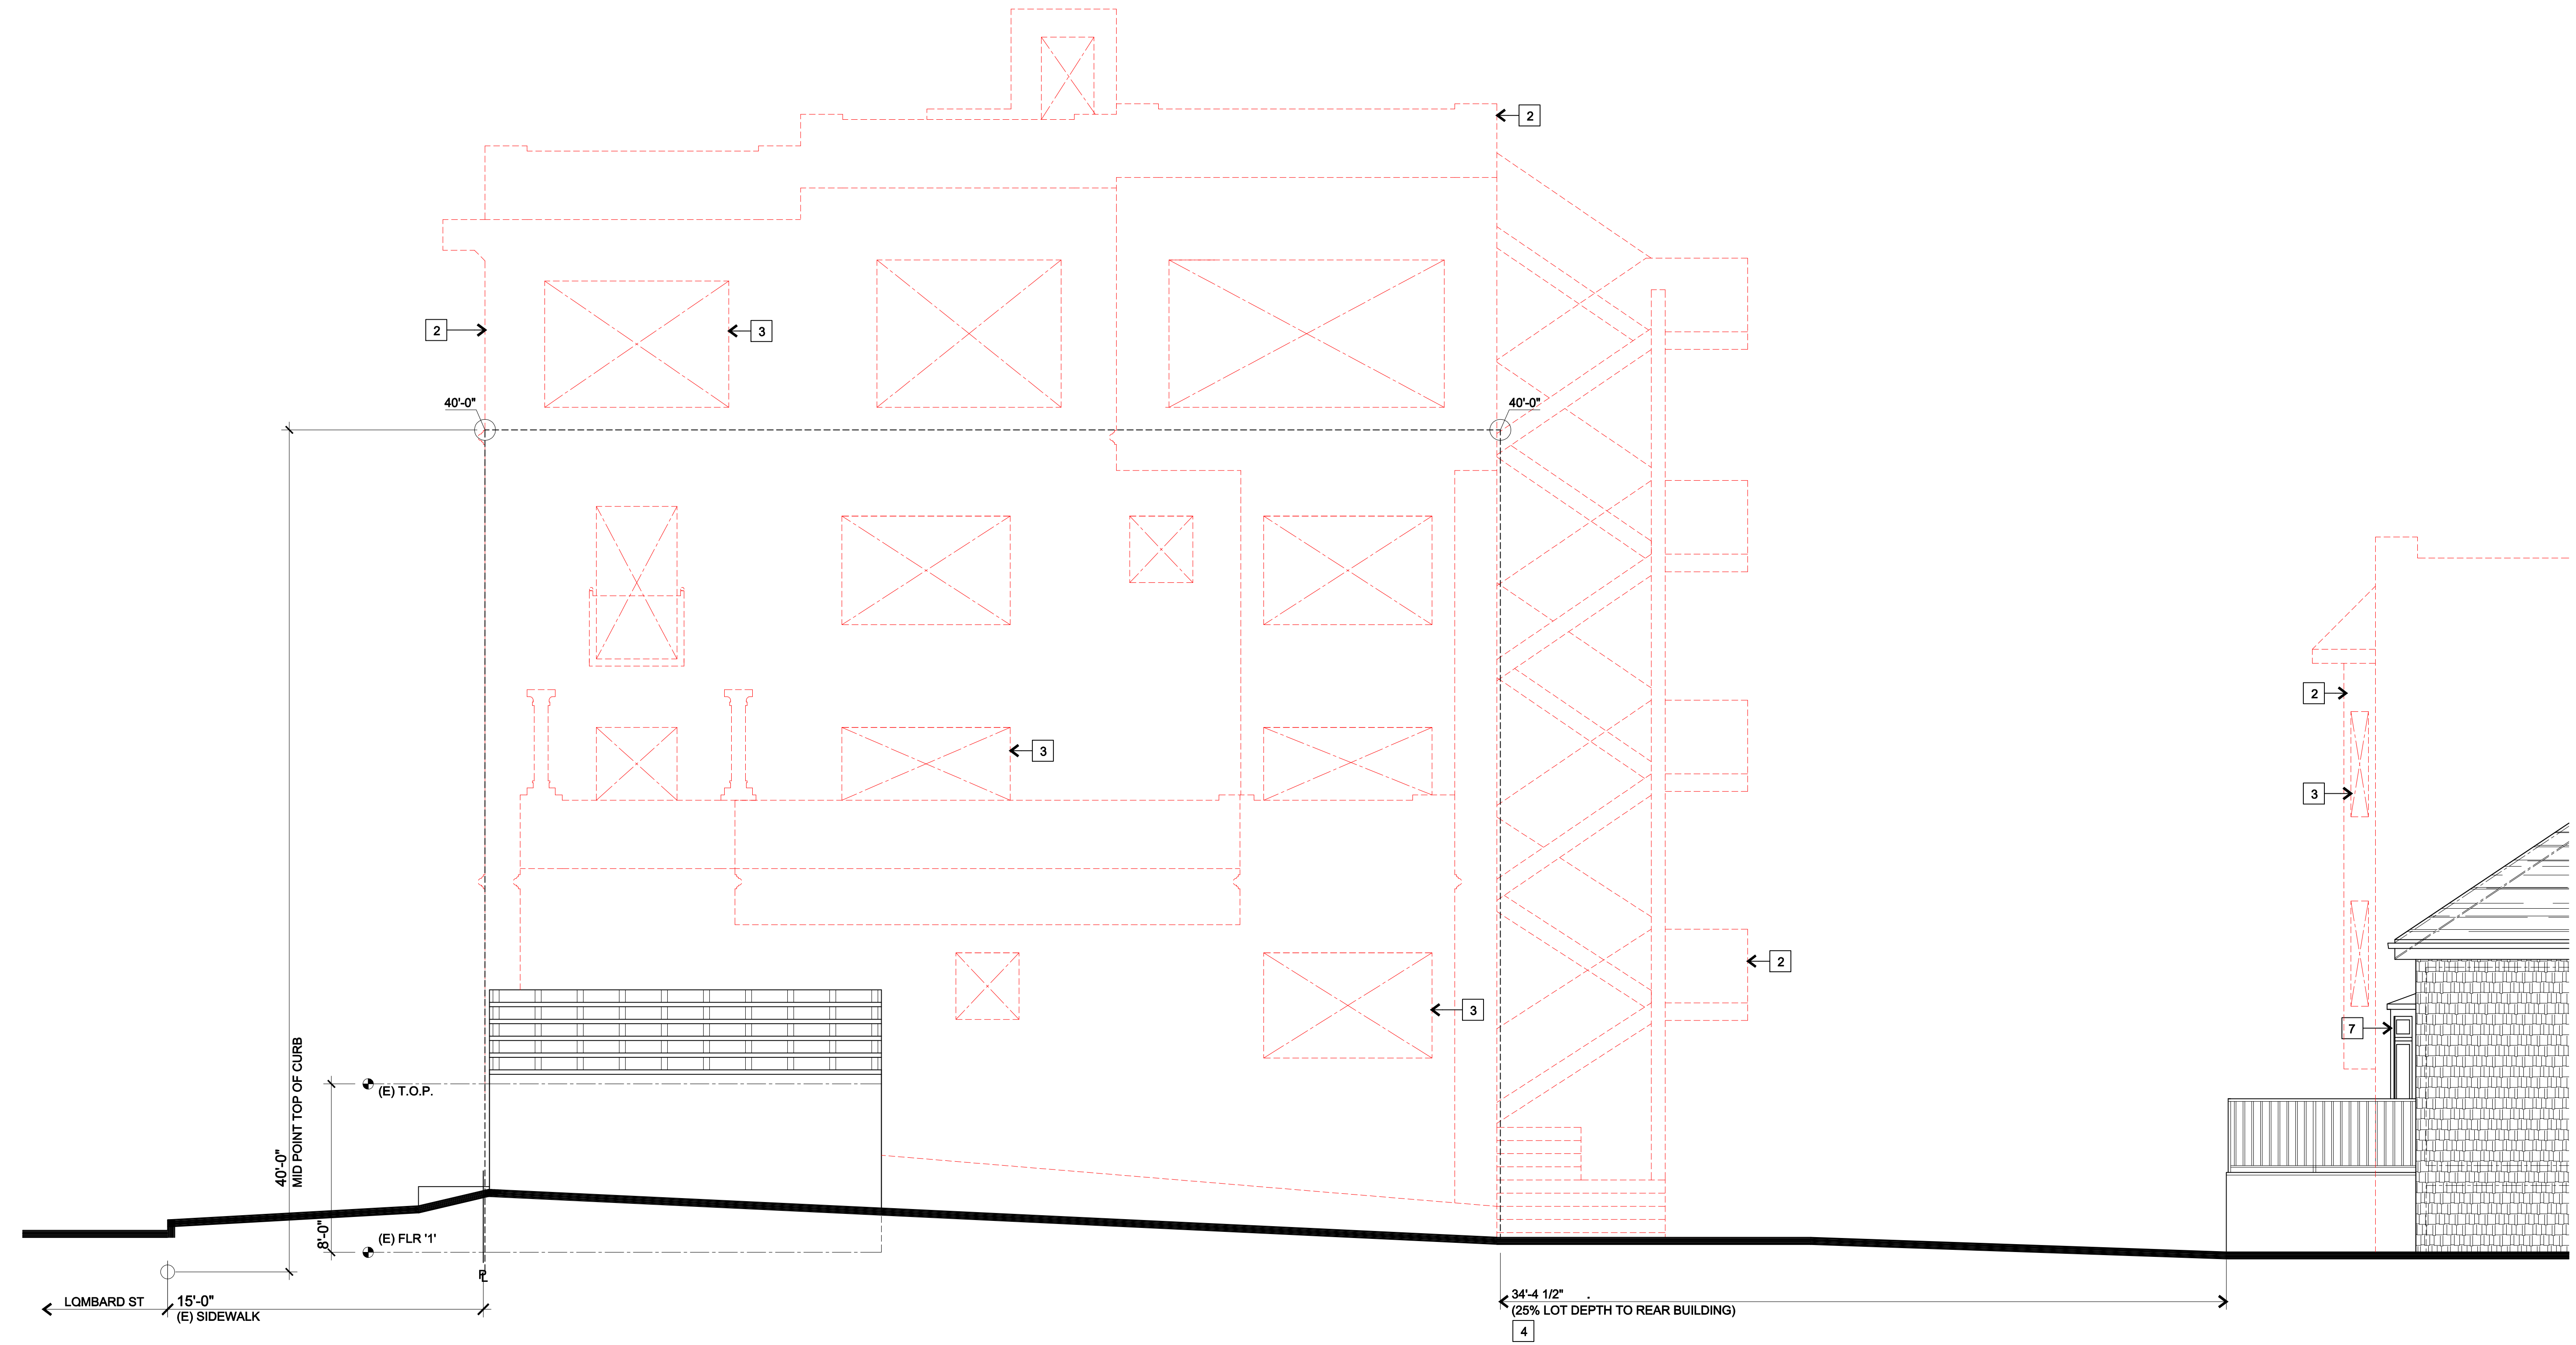 2
2
3
40'-0"
40'-0"
2
3
3
2
3
7
40'-0"
MID POINT TOP OF CURB
(E) T.O.P.
8'-0"
(E) FLR '1'
PL
LOMBARD ST
15'-0"
(E) SIDEWALK
34'-4 1/2"
(25% LOT DEPTH TO REAR BUILDING)
4